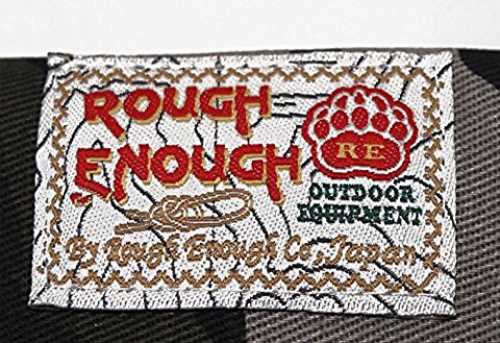 ROUGH
ENOUGH
RE
OUTDOOR
EQUIPMENT
By Rough Enough Co, Japan